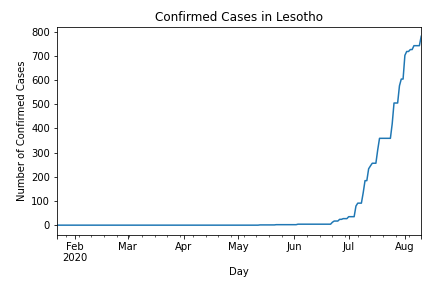 Confirmed Cases in Lesotho
Number of Confirmed Cases
800
700
600
500
400
300
200
100
0
Feb Mar Apr May Jun Jul Aug
2020
Day